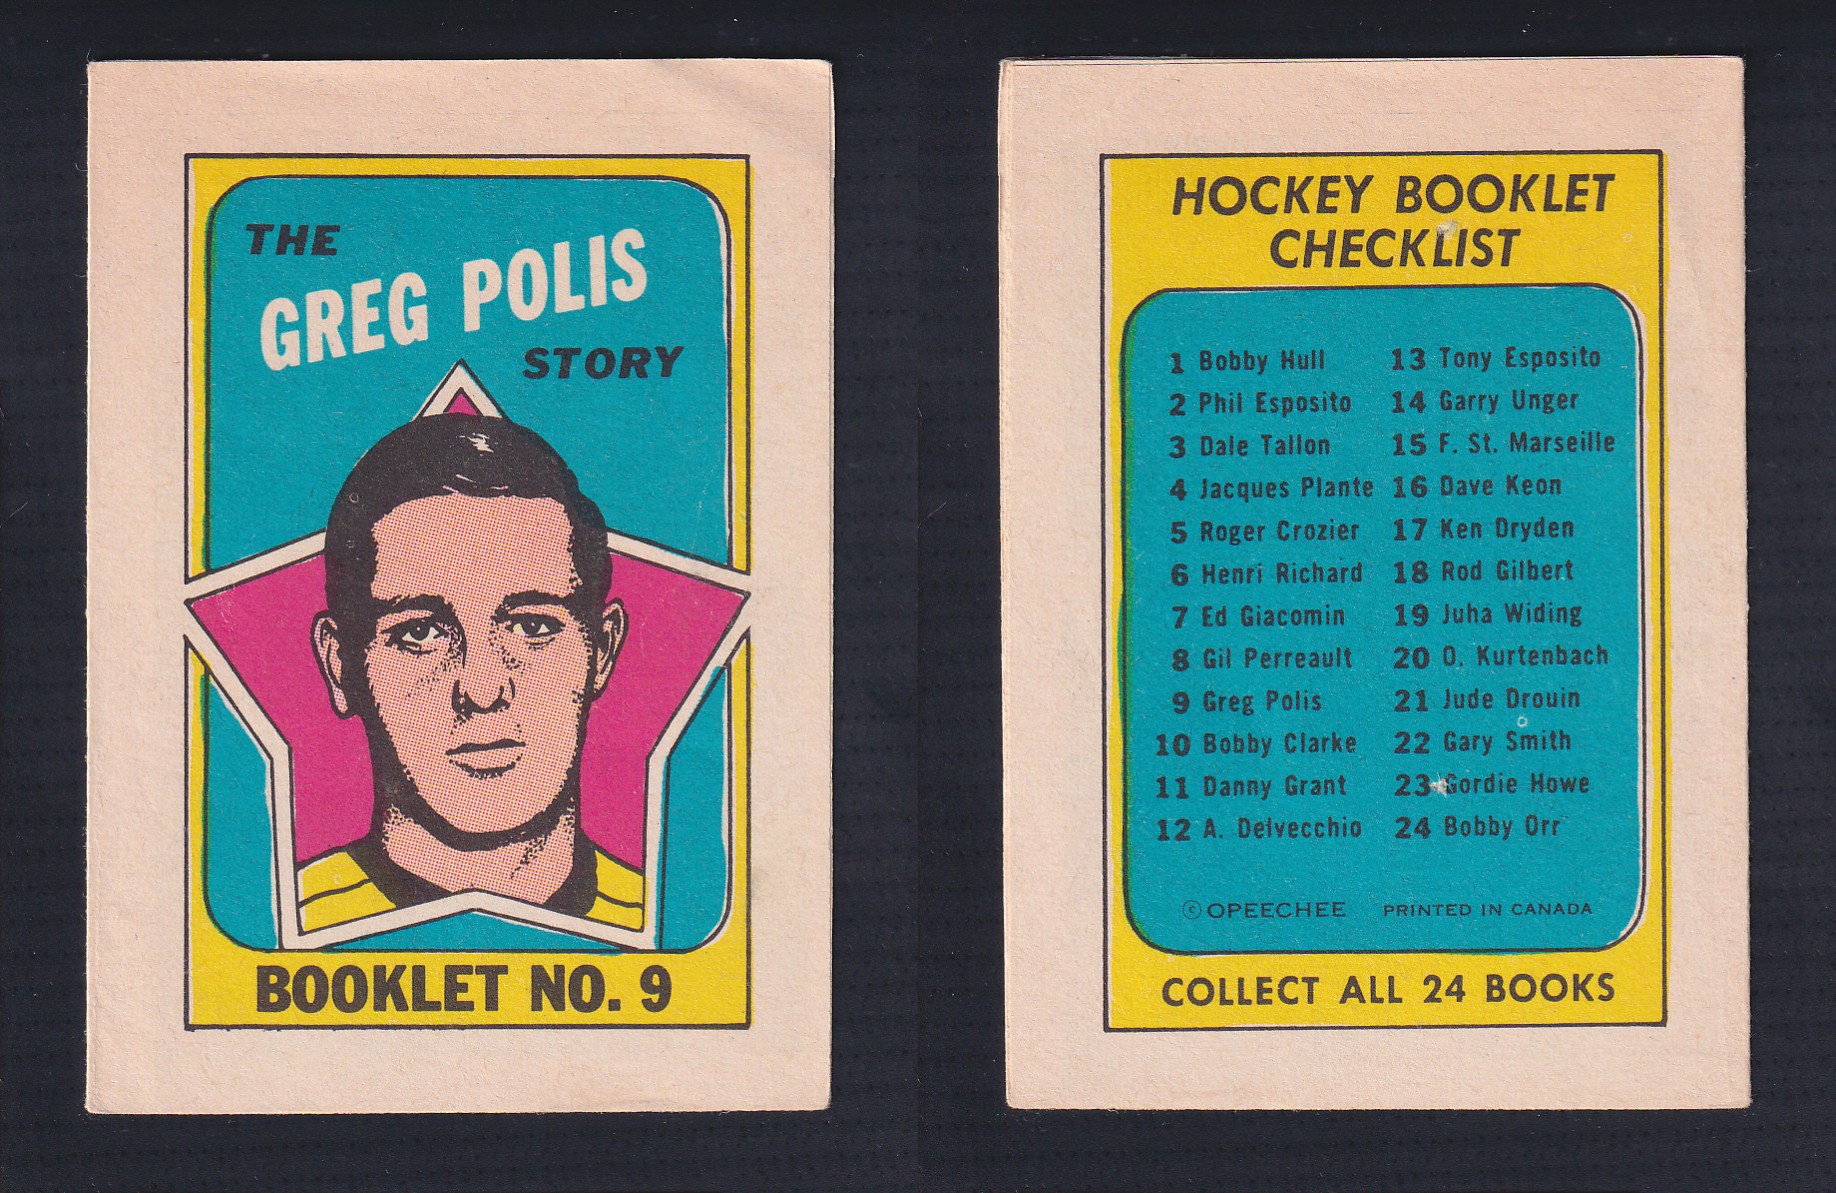 THE
GREG POLIS
STORY
BOOKLET NO. 9
HOCKEY BOOKLET
CHECKLIST
1 Bobby Hull
2 Phil Esposito
3 Dale Tallon
4 Jacques Plante
5 Roger Crozier
6 Henri Richard
7 Ed Giacomin
8 Gil Perreault
9 Greg Polis
10 Bobby Clarke
11 Danny Grant
12 A. Delvecchio
13 Tony Esposito
14 Garry Unger
15 F. St. Marseille
16 Dave Keon
17 Ken Dryden
18 Rod Gilbert
19 Juha Widing
20 O. Kurtenbach
21 Jude Drouin
22 Gary Smith
23 Gordie Howe
24 Bobby Orr
© OPEECHEE PRINTED IN CANADA
COLLECT ALL 24 BOOKS